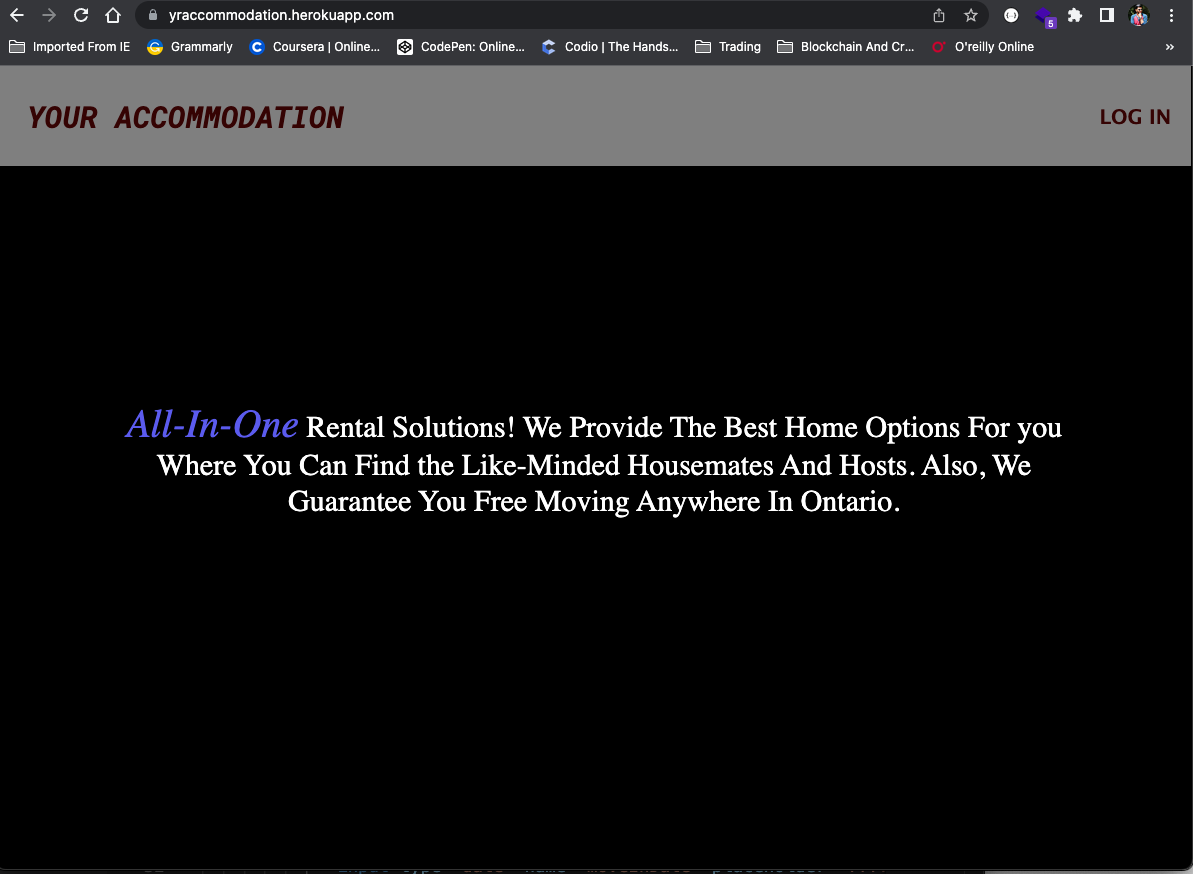 yraccommodation.herokuapp.com
5
Imported From IE Grammarly Coursera | Online... CodePen: Online... Codio | The Hands... Trading Blockchain And Cr... O'reilly Online »
YOUR ACCOMMODATION
LOG IN
All-In-One Rental Solutions! We Provide The Best Home Options For you
Where You Can Find the Like-Minded Housemates And Hosts. Also, We
Guarantee You Free Moving Anywhere In Ontario.